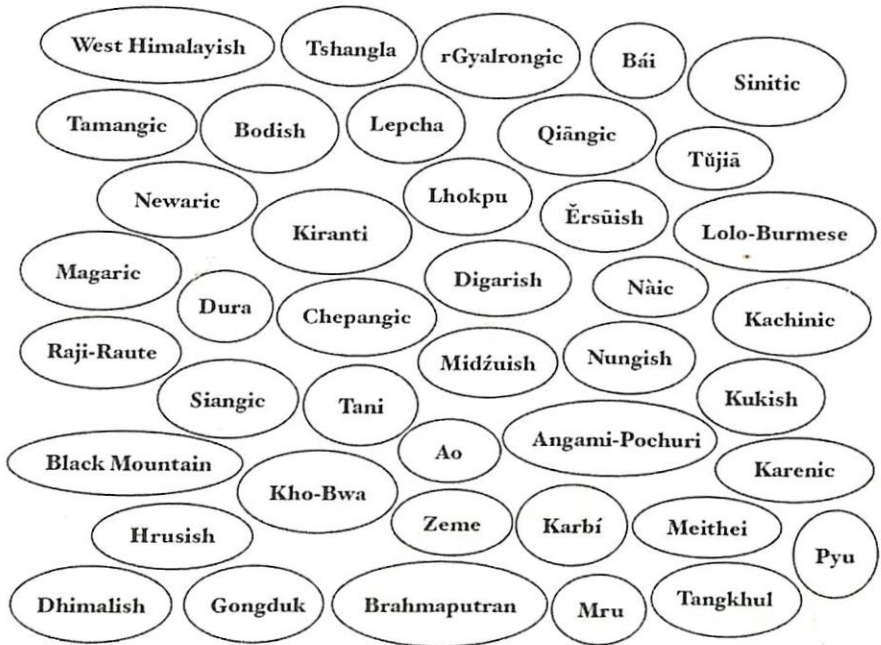 West Himalayish
Tshangla
rGyalrongic
Bái
Sinitic
Tamangic
Bodish
Lepcha
Qiāngic
Tǔjiā
Newaric
Kiranti
Lhokpu
Ěrsūish
Lolo-Burmese
Magaric
Dura
Chepangic
Digarish
Nàic
Kachinic
Raji-Raute
Siangic
Tani
Midźuish
Nungish
Kukish
Black Mountain
Kho-Bwa
Ao
Angami-Pochuri
Karenic
Hrusish
Zeme
Karbí
Meithei
Pyu
Dhimalish
Gongduk
Brahmaputran
Mru
Tangkhul